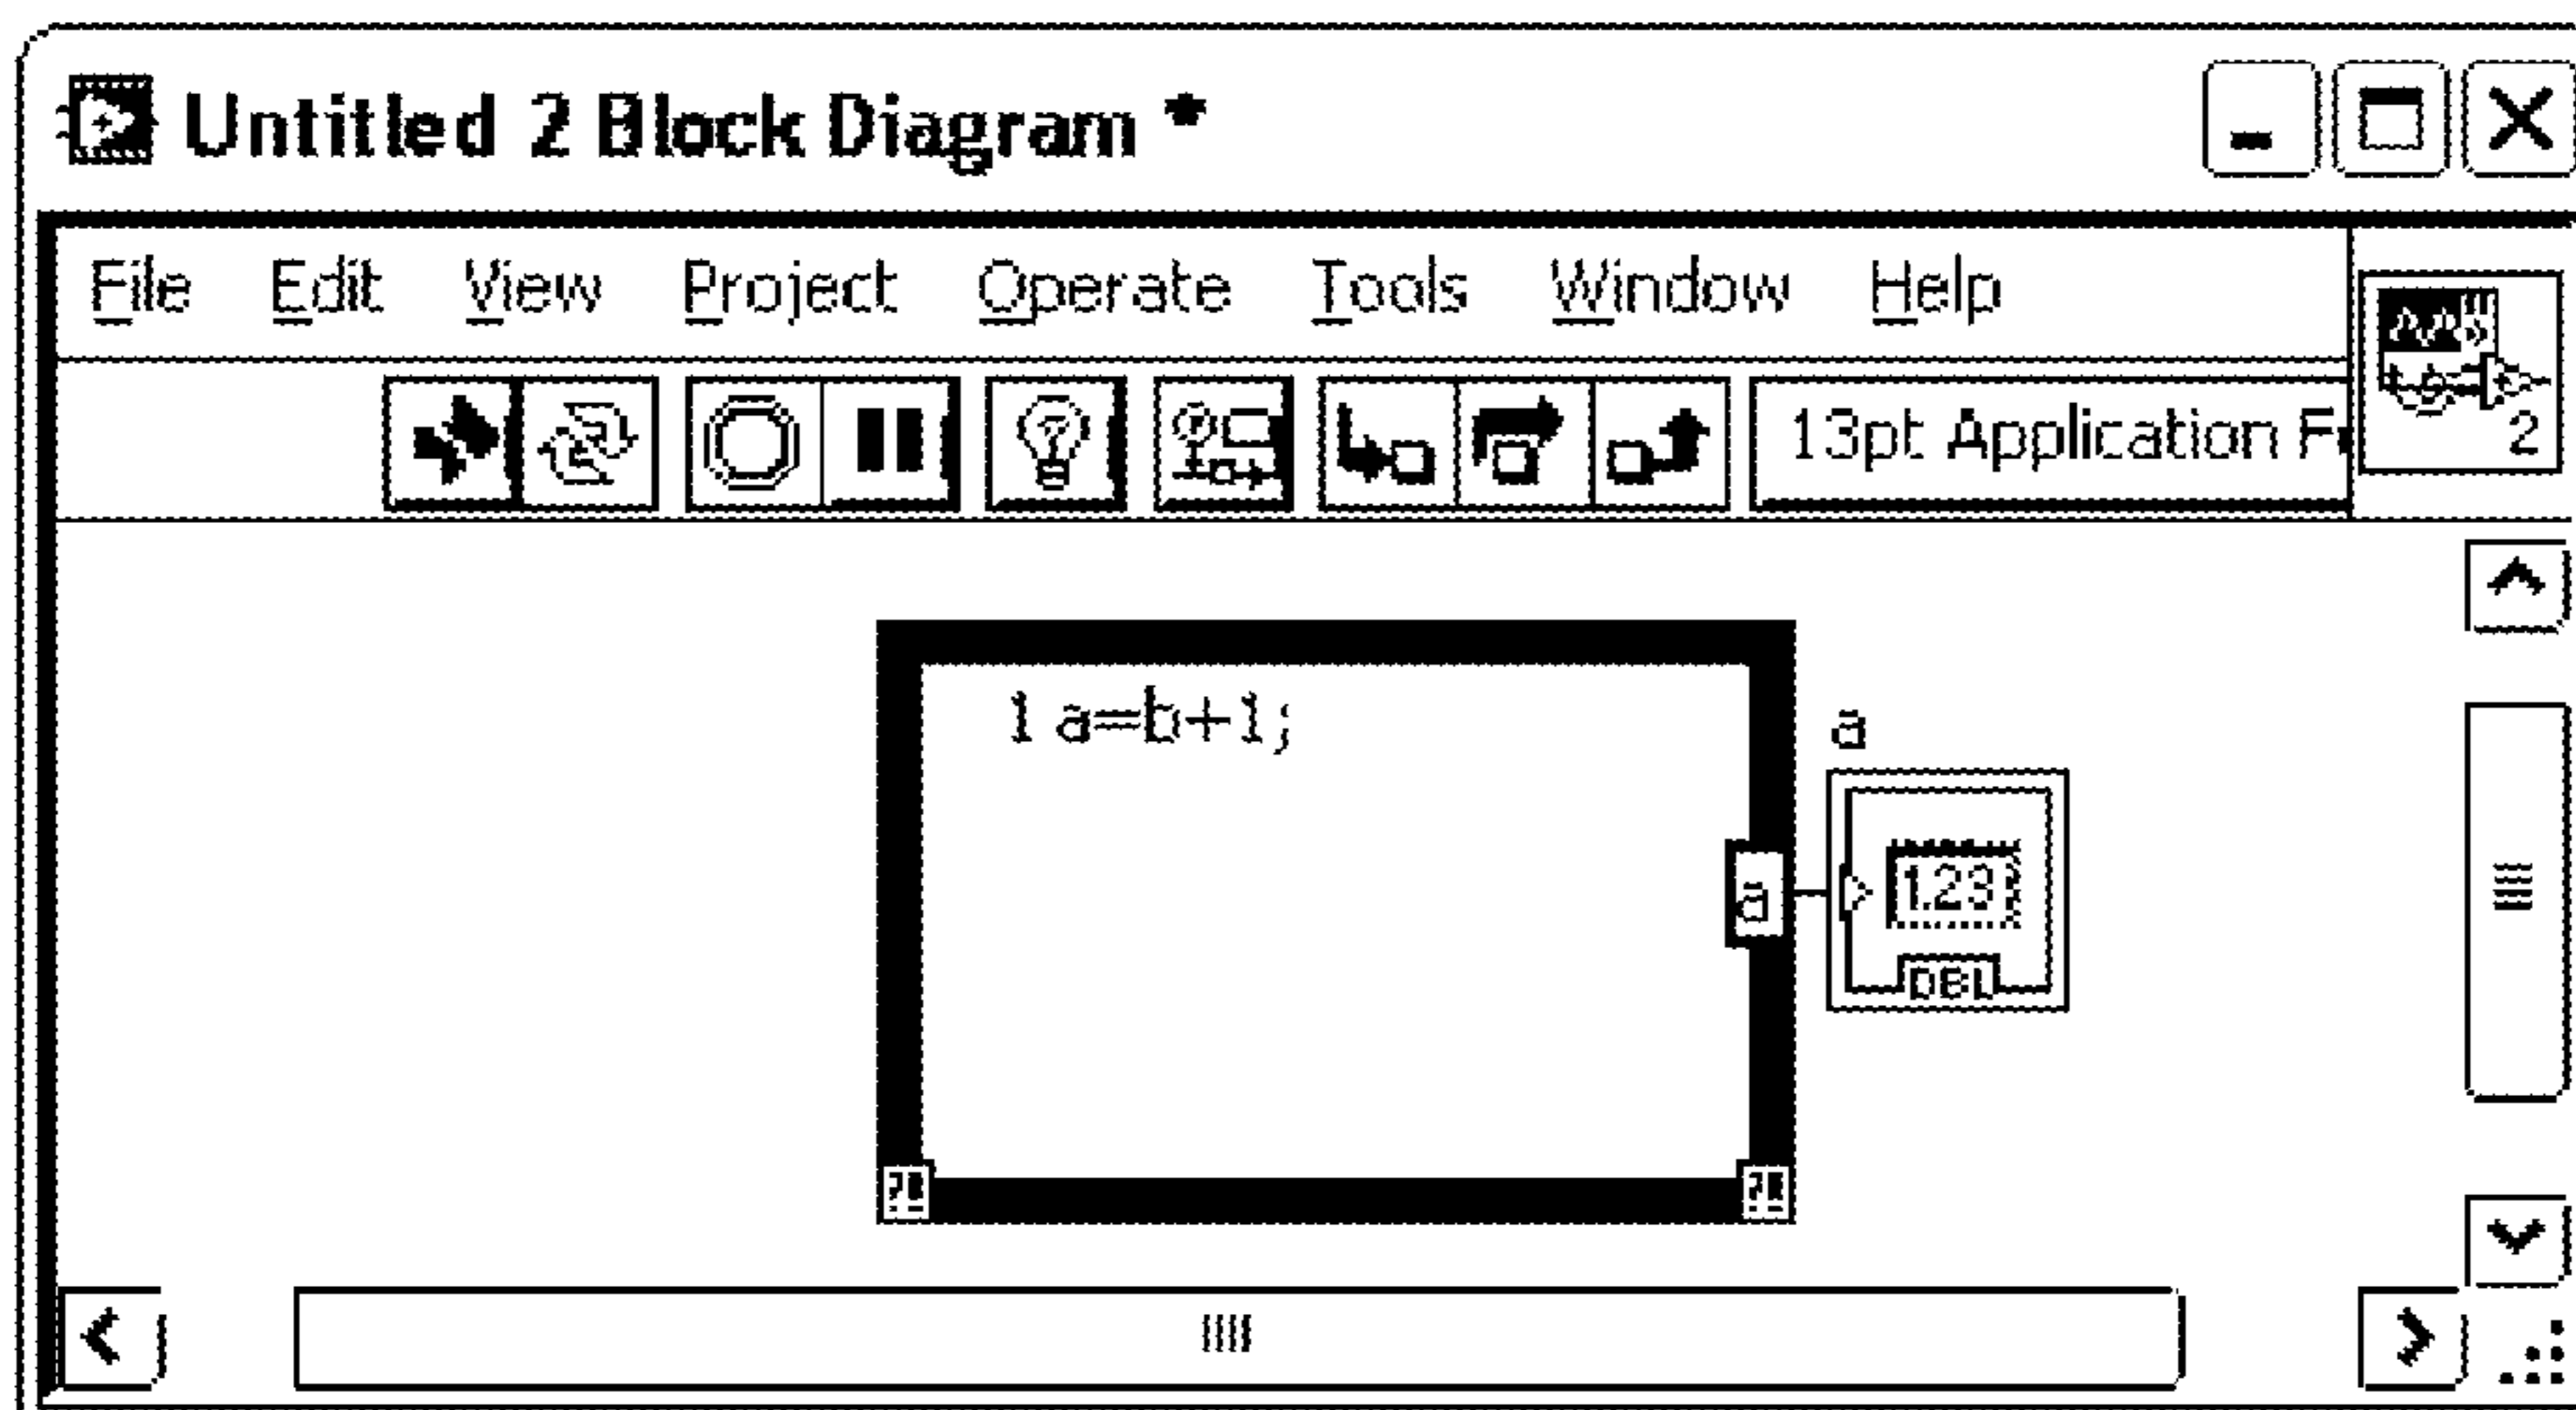 Untitled 2 Block Diagram *
File Edit View Project Operate Tools Window Help
13pt Application F
2
1 a=b+1;
a
a
1.23
DBL